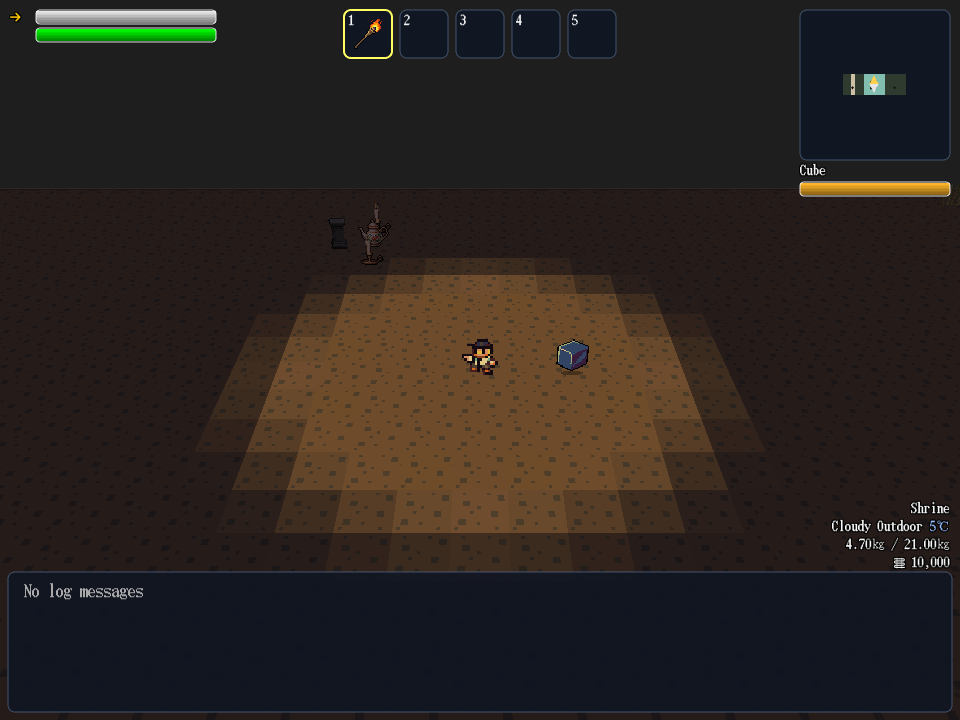 1 2 3 4 5
Cube
Shrine
Cloudy Outdoor 5℃
4.70kg / 21.00kg
10,000
No log messages